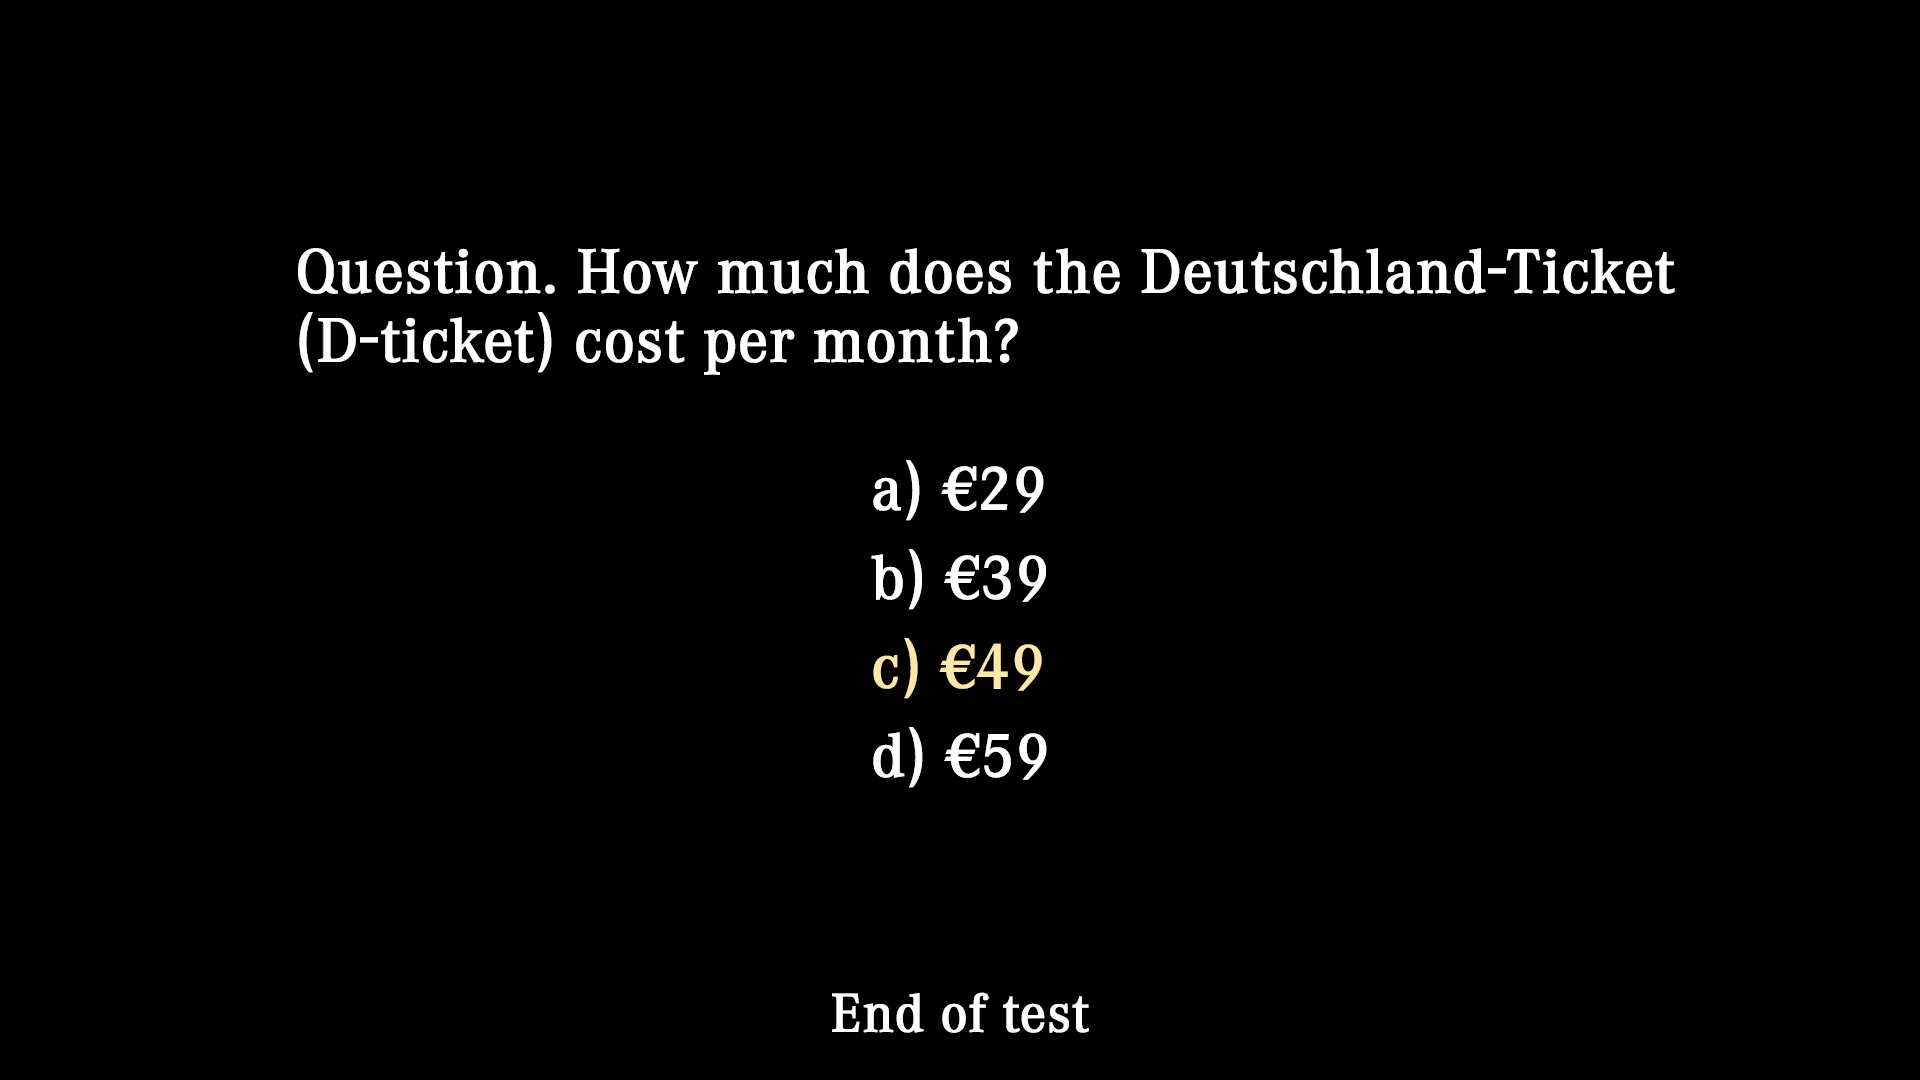 Question. How much does the Deutschland-Ticket
(D-ticket) cost per month?
a) €29
b) €39
c) €49
d) €59
End of test